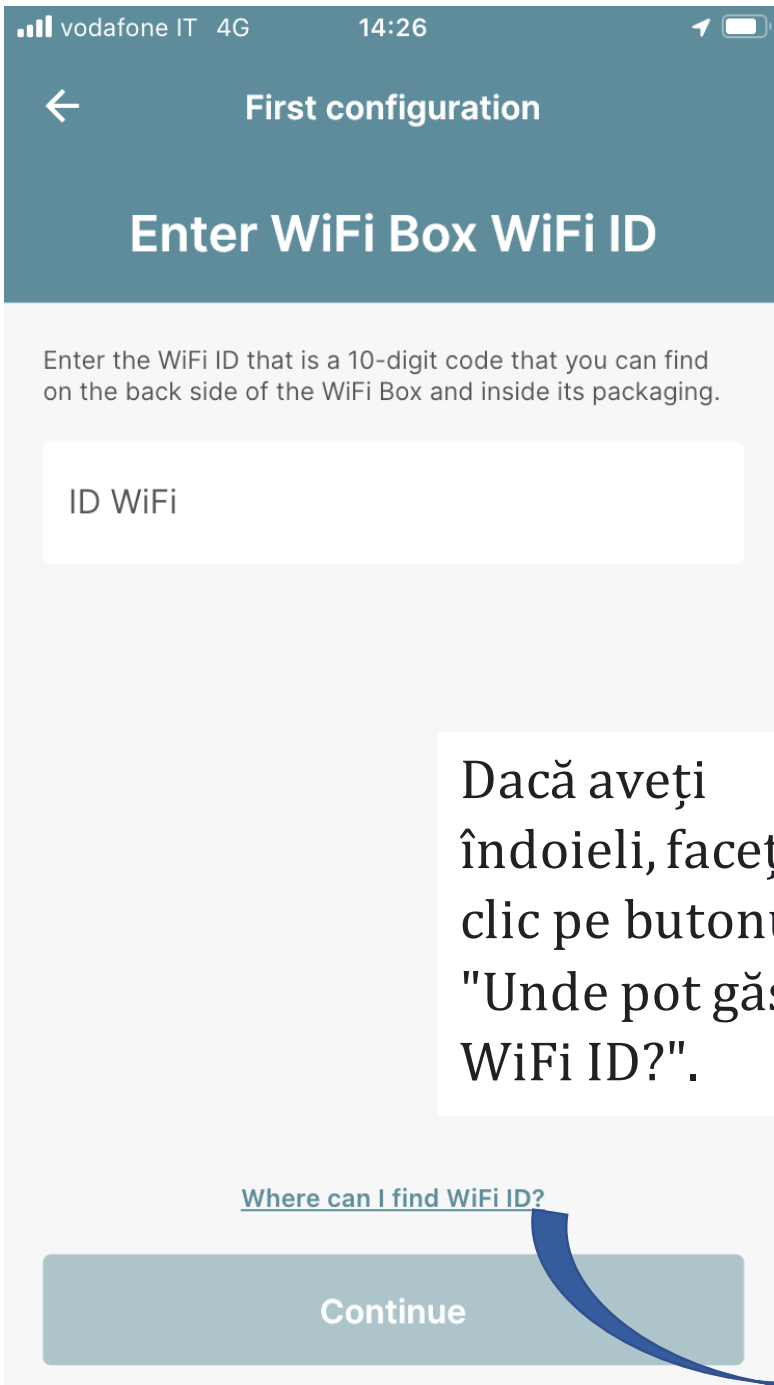 vodafone IT 4G 14:26
First configuration
Enter WiFi Box WiFi ID
Enter the WiFi ID that is a 10-digit code that you can find
on the back side of the WiFi Box and inside its packaging.
ID WiFi
Dacă aveți
îndoieli,
clic pe
"Unde pot
WiFi ID?".
Where can I find WiFi ID?
Continue